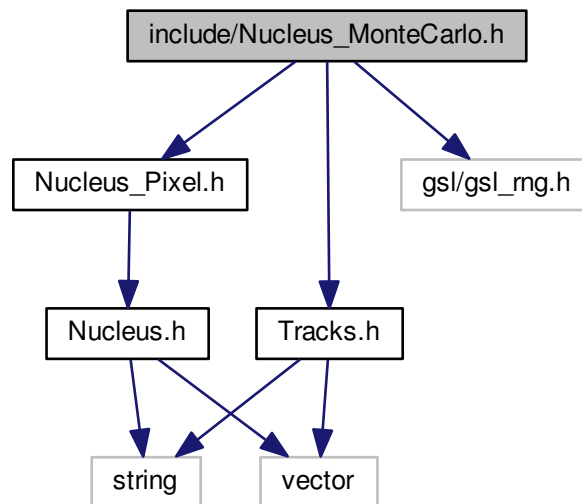 include/Nucleus_MonteCarlo.h
Nucleus_Pixel.h
gsl/gsl_rng.h
Nucleus.h
Tracks.h
string
vector